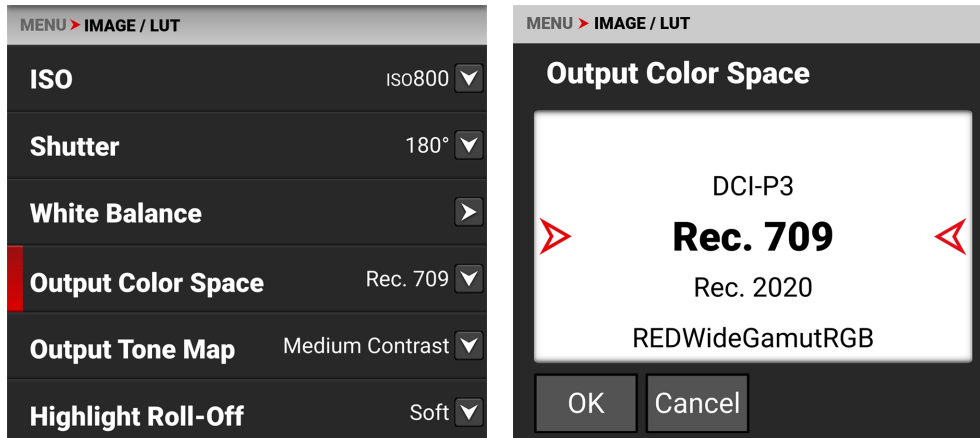 MENU IMAGE / LUT
ISO ISO800
Shutter 180°
White Balance
Output Color Space Rec. 709
Output Tone Map Medium Contrast
Highlight Roll-Off Soft
MENU IMAGE / LUT
Output Color Space
DCI-P3
Rec. 709
Rec. 2020
REDWideGamutRGB
OK Cancel